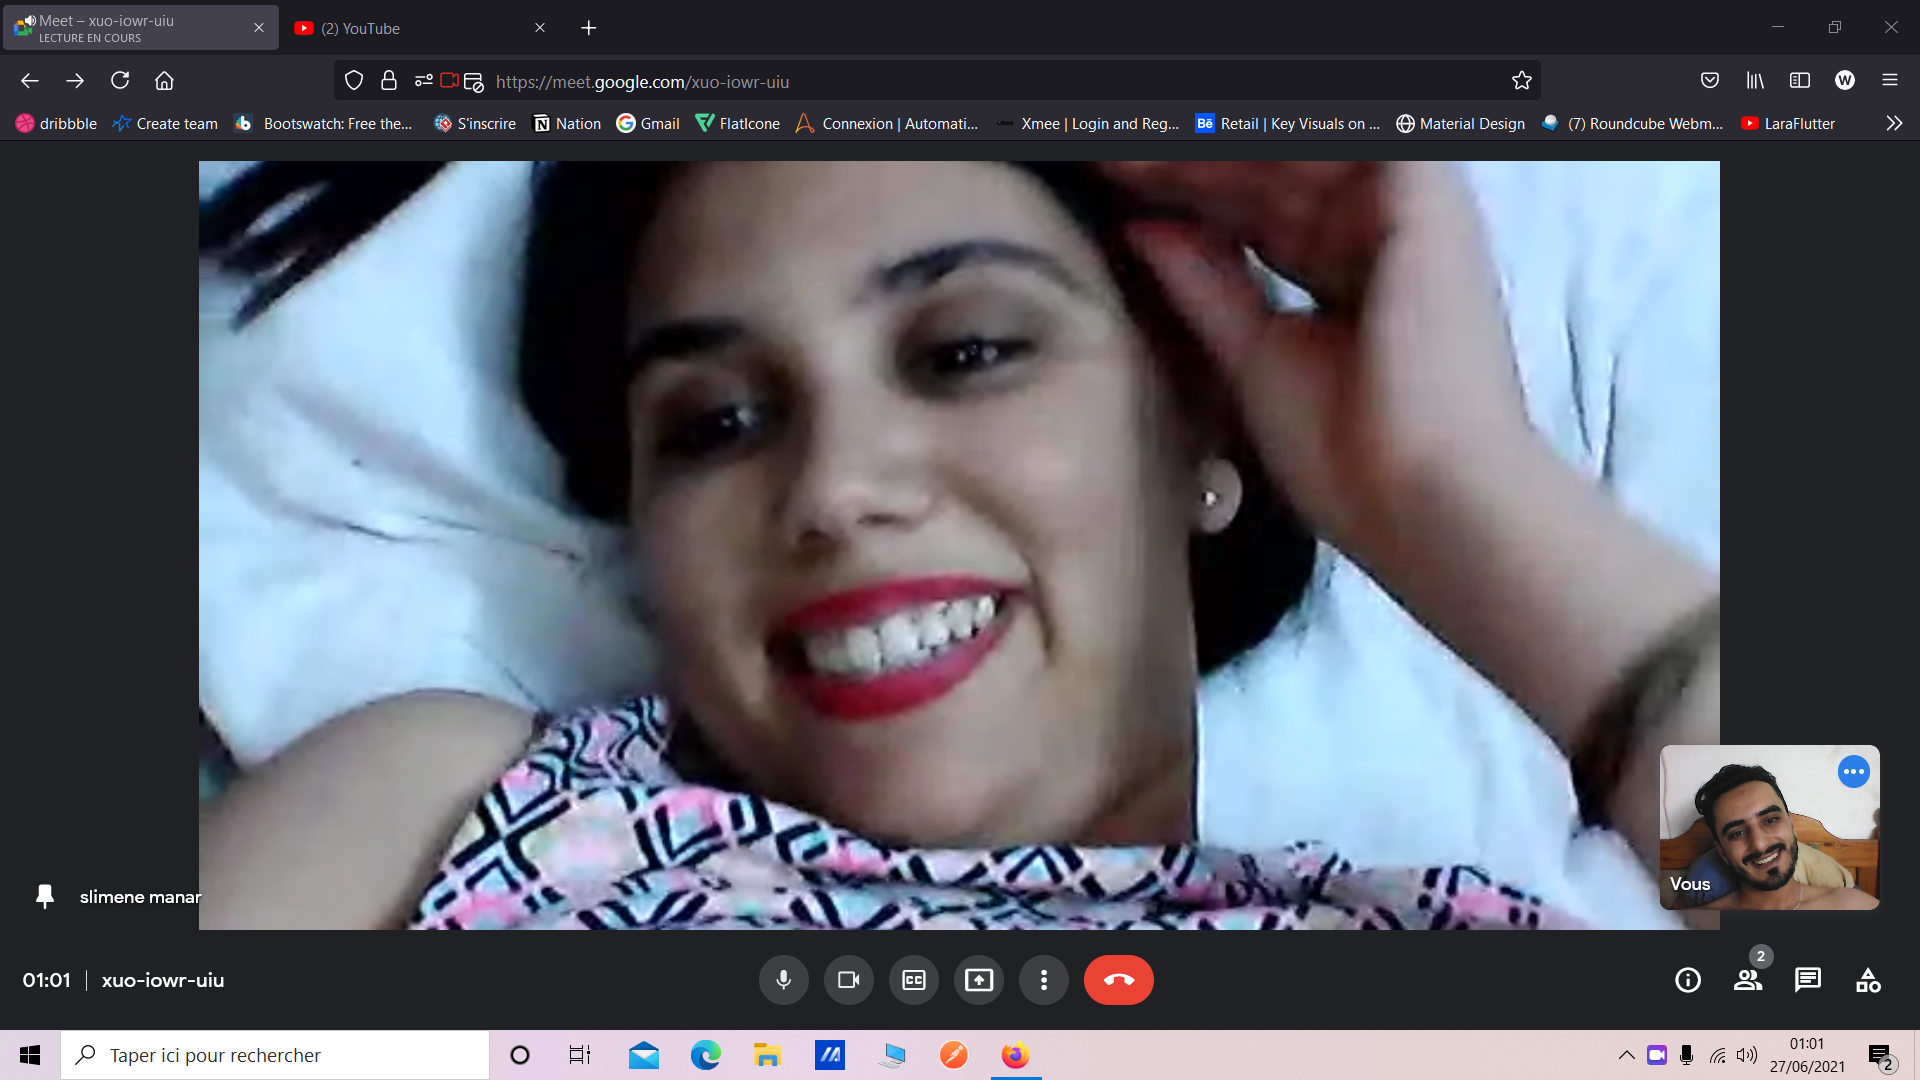 Meet – xuo-iowr-uiu
LECTURE EN COURS
(2) YouTube
https://meet.google.com/xuo-iowr-uiu
W
dribbble
Create team
Bootswatch: Free the...
S'inscrire
Nation
Gmail
FlatIcone
Connexion | Automati...
Xmee | Login and Reg...
Bē Retail | Key Visuals on ...
Material Design
(7) Roundcube Webm...
LaraFlutter
slimene manar
Vous
01:01 | xuo-iowr-uiu
CC
2
Taper ici pour rechercher
01:01
27/06/2021
2